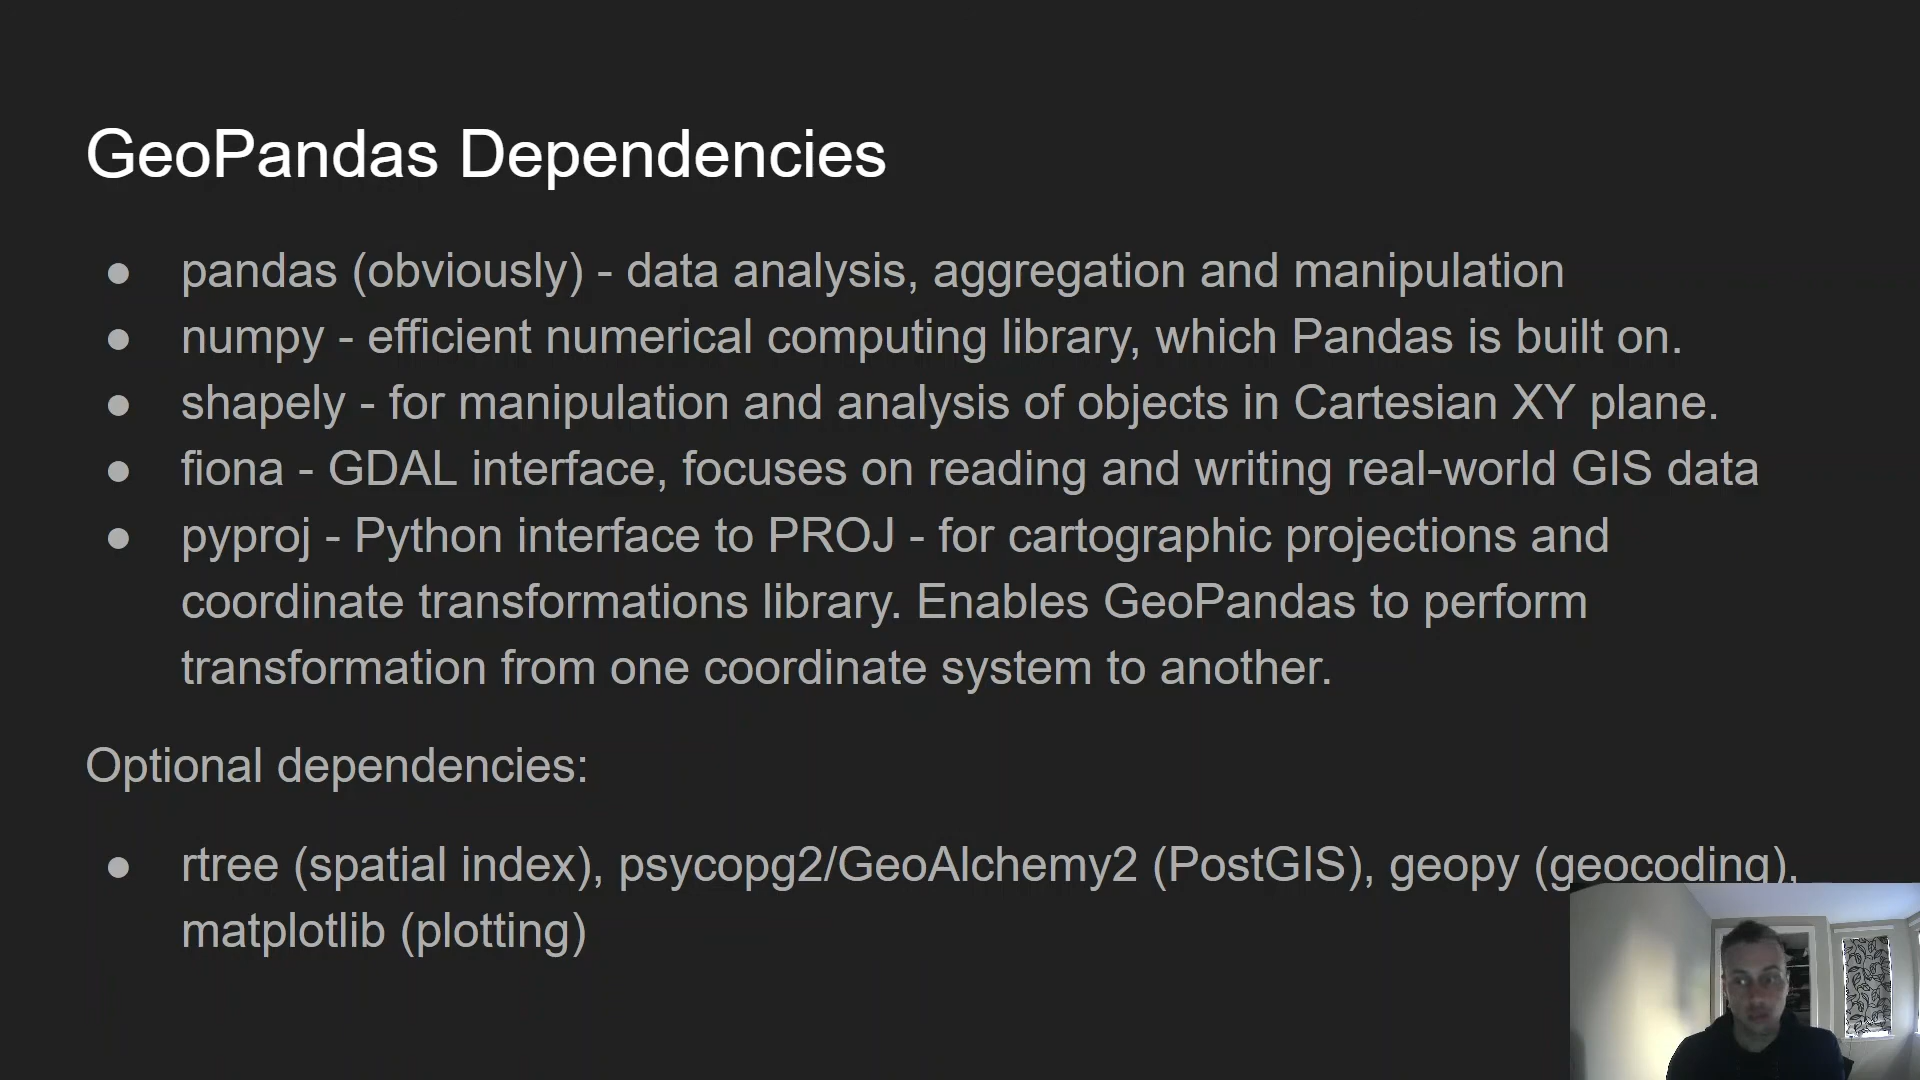 GeoPandas Dependencies
● pandas (obviously) - data analysis, aggregation and manipulation
● numpy - efficient numerical computing library, which Pandas is built on.
● shapely - for manipulation and analysis of objects in Cartesian XY plane.
● fiona - GDAL interface, focuses on reading and writing real-world GIS data
● pyproj - Python interface to PROJ - for cartographic projections and
coordinate transformations library. Enables GeoPandas to perform
transformation from one coordinate system to another.
Optional dependencies:
● rtree (spatial index), psycopg2/GeoAlchemy2 (PostGIS), geopy (geocoding),
matplotlib (plotting)